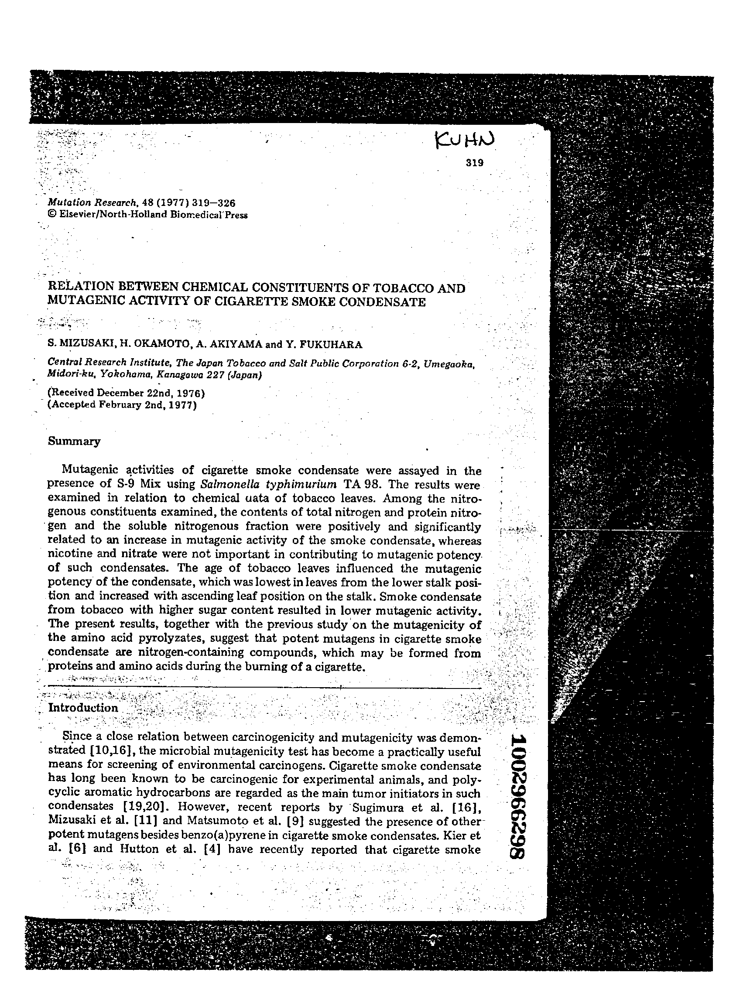 KUHN
319
Mutation Research, 48 (1977) 319—326
© Elsevier/North-Holland Biomedical Press
RELATION BETWEEN CHEMICAL CONSTITUENTS OF TOBACCO AND
MUTAGENIC ACTIVITY OF CIGARETTE SMOKE CONDENSATE
S. MIZUSAKI, H. OKAMOTO, A. AKIYAMA and Y. FUKUHARA
Central Research Institute, The Japan Tobacco and Salt Public Corporation 6-2, Umegaoka,
Midori-ku, Yokohama, Kanagawa 227 (Japan)
(Received December 22nd, 1976)
(Accepted February 2nd, 1977)
Summary
Mutagenic activities of cigarette smoke condensate were assayed in the
presence of S-9 Mix using Salmonella typhimurium TA 98. The results were
examined in relation to chemical uata of tobacco leaves. Among the nitro-
genous constituents examined, the contents of total nitrogen and protein nitro-
gen and the soluble nitrogenous fraction were positively and significantly
related to an increase in mutagenic activity of the smoke condensate, whereas
nicotine and nitrate were not important in contributing to mutagenic potency
of such condensates. The age of tobacco leaves influenced the mutagenic
potency of the condensate, which was lowest in leaves from the lower stalk posi-
tion and increased with ascending leaf position on the stalk. Smoke condensate
from tobacco with higher sugar content resulted in lower mutagenic activity.
The present results, together with the previous study on the mutagenicity of
the amino acid pyrolyzates, suggest that potent mutagens in cigarette smoke
condensate are nitrogen-containing compounds, which may be formed from
proteins and amino acids during the burning of a cigarette.
Introduction
Since a close relation between carcinogenicity and mutagenicity was demon-
strated [10,16], the microbial mutagenicity test has become a practically useful
means for screening of environmental carcinogens. Cigarette smoke condensate
has long been known to be carcinogenic for experimental animals, and poly-
cyclic aromatic hydrocarbons are regarded as the main tumor initiators in such
condensates [19,20]. However, recent reports by Sugimura et al. [16],
Mizusaki et al. [11] and Matsumoto et al. [9] suggested the presence of other
potent mutagens besides benzo(a)pyrene in cigarette smoke condensates. Kier et
al. [6] and Hutton et al. [4] have recently reported that cigarette smoke
1002966298